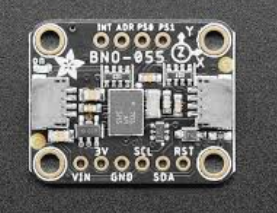 INT ADR PS0 PS1
BNO-055
Y
Z
X
3V SCL RST
VIN GND SDA